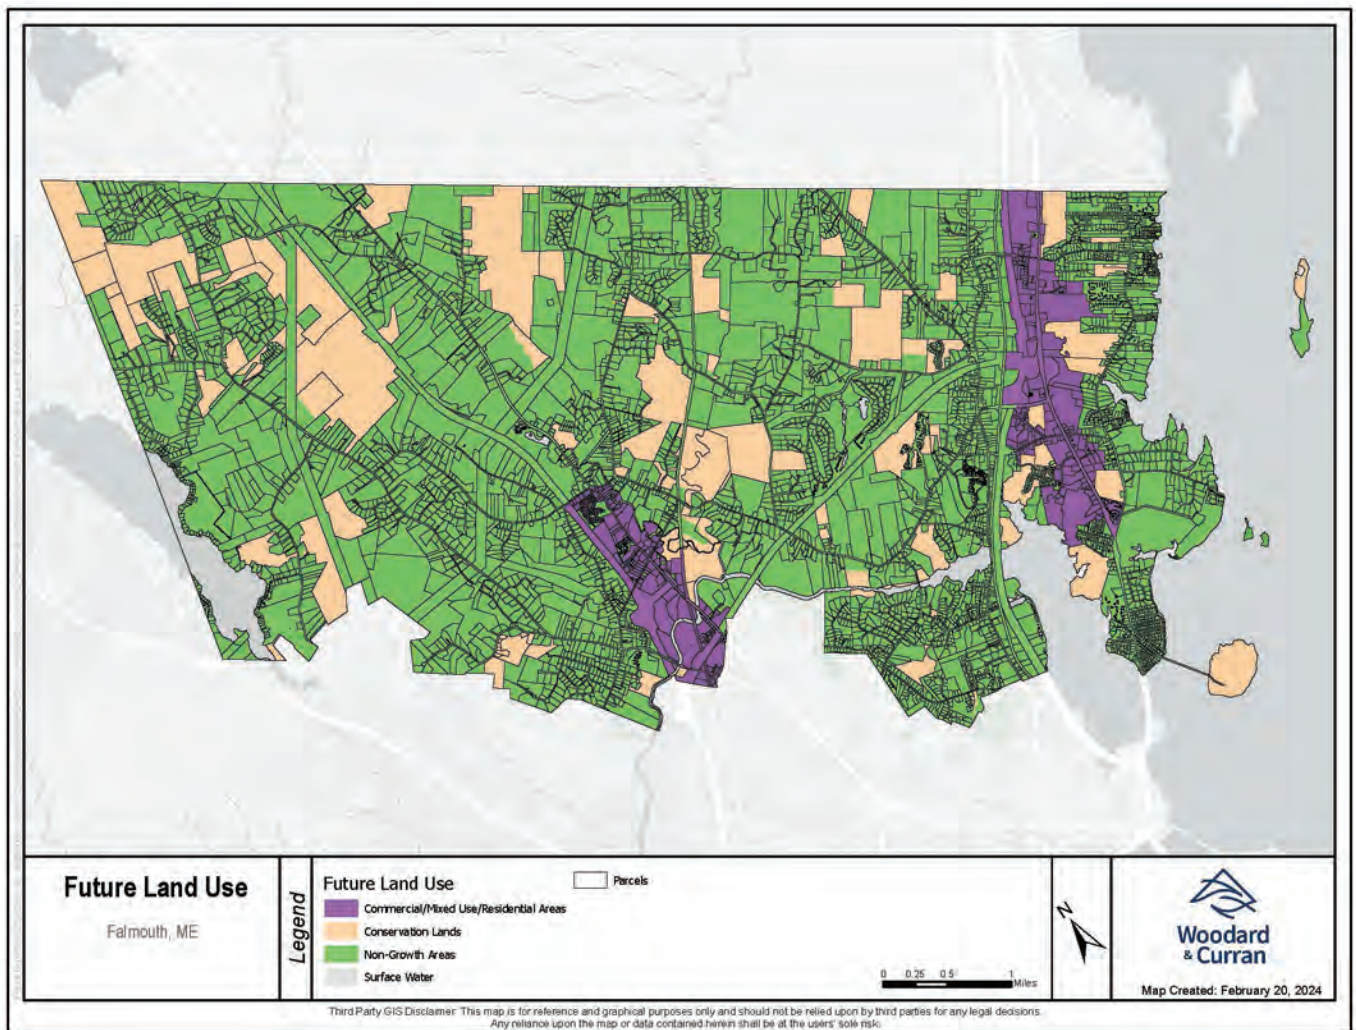 Future Land Use
Falmouth, ME
Legend
Future Land Use
Commercial/Mixed Use/Residential Areas
Conservation Lands
Non-Growth Areas
Surface Water
Parcels
0 0.25 0.5 1
Miles
N
Woodard
& Curran
Map Created: February 20, 2024
Third Party GIS Disclaimer: This map is for reference and graphical purposes only and should not be relied upon by third parties for any legal decisions.
Any reliance upon the map or data contained herein shall be at the users' sole risk.